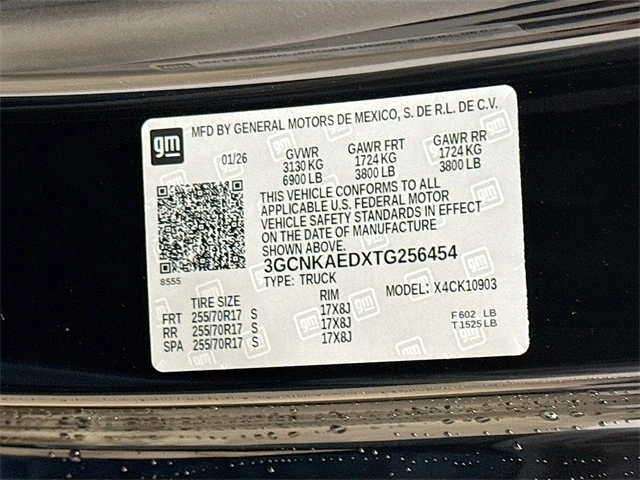 gm
MFD BY GENERAL MOTORS DE MEXICO, S. DE R.L. DE C.V.
01/26 GVWR GAWR FRT GAWR RR
3130 KG 1724 KG 1724 KG
6900 LB 3800 LB 3800 LB
THIS VEHICLE CONFORMS TO ALL
APPLICABLE U.S. FEDERAL MOTOR
VEHICLE SAFETY STANDARDS IN EFFECT
ON THE DATE OF MANUFACTURE
SHOWN ABOVE.
8555
3GCNKAEDXTG256454
TYPE: TRUCK MODEL: X4CK10903
TIRE SIZE RIM
FRT 255/70R17 S 17X8J F 602 LB
RR 255/70R17 S 17X8J T 1525 LB
SPA 255/70R17 S 17X8J